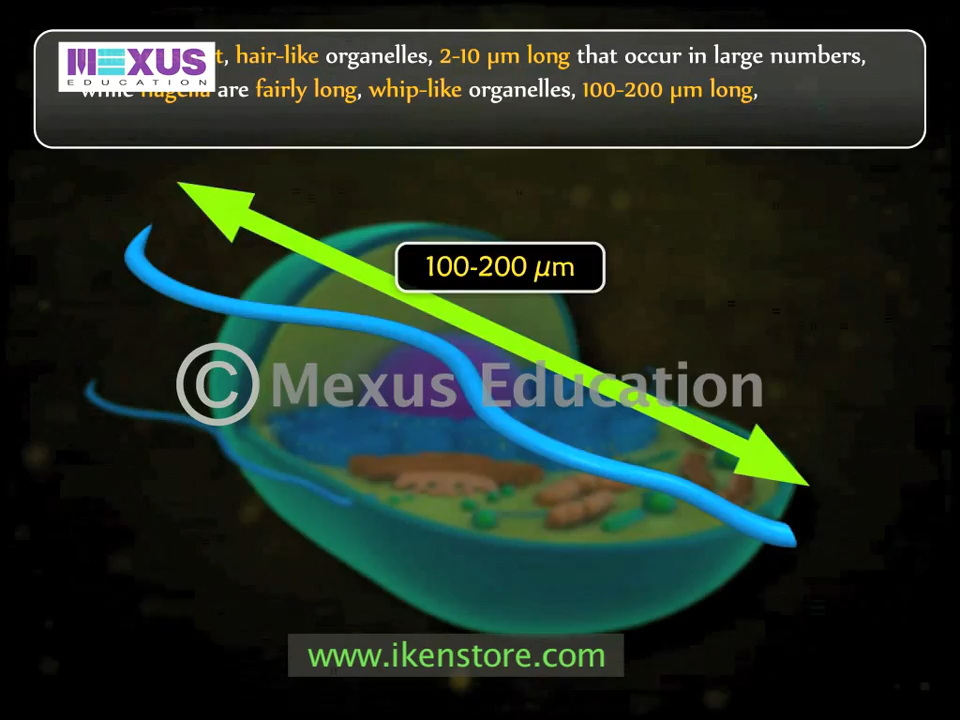 MEXUS
EDUCATION
t, hair-like organelles, 2-10 µm long that occur in large numbers,
are fairly long, whip-like organelles, 100-200 µm long,
100-200 µm
© Mexus Education
www.ikenstore.com